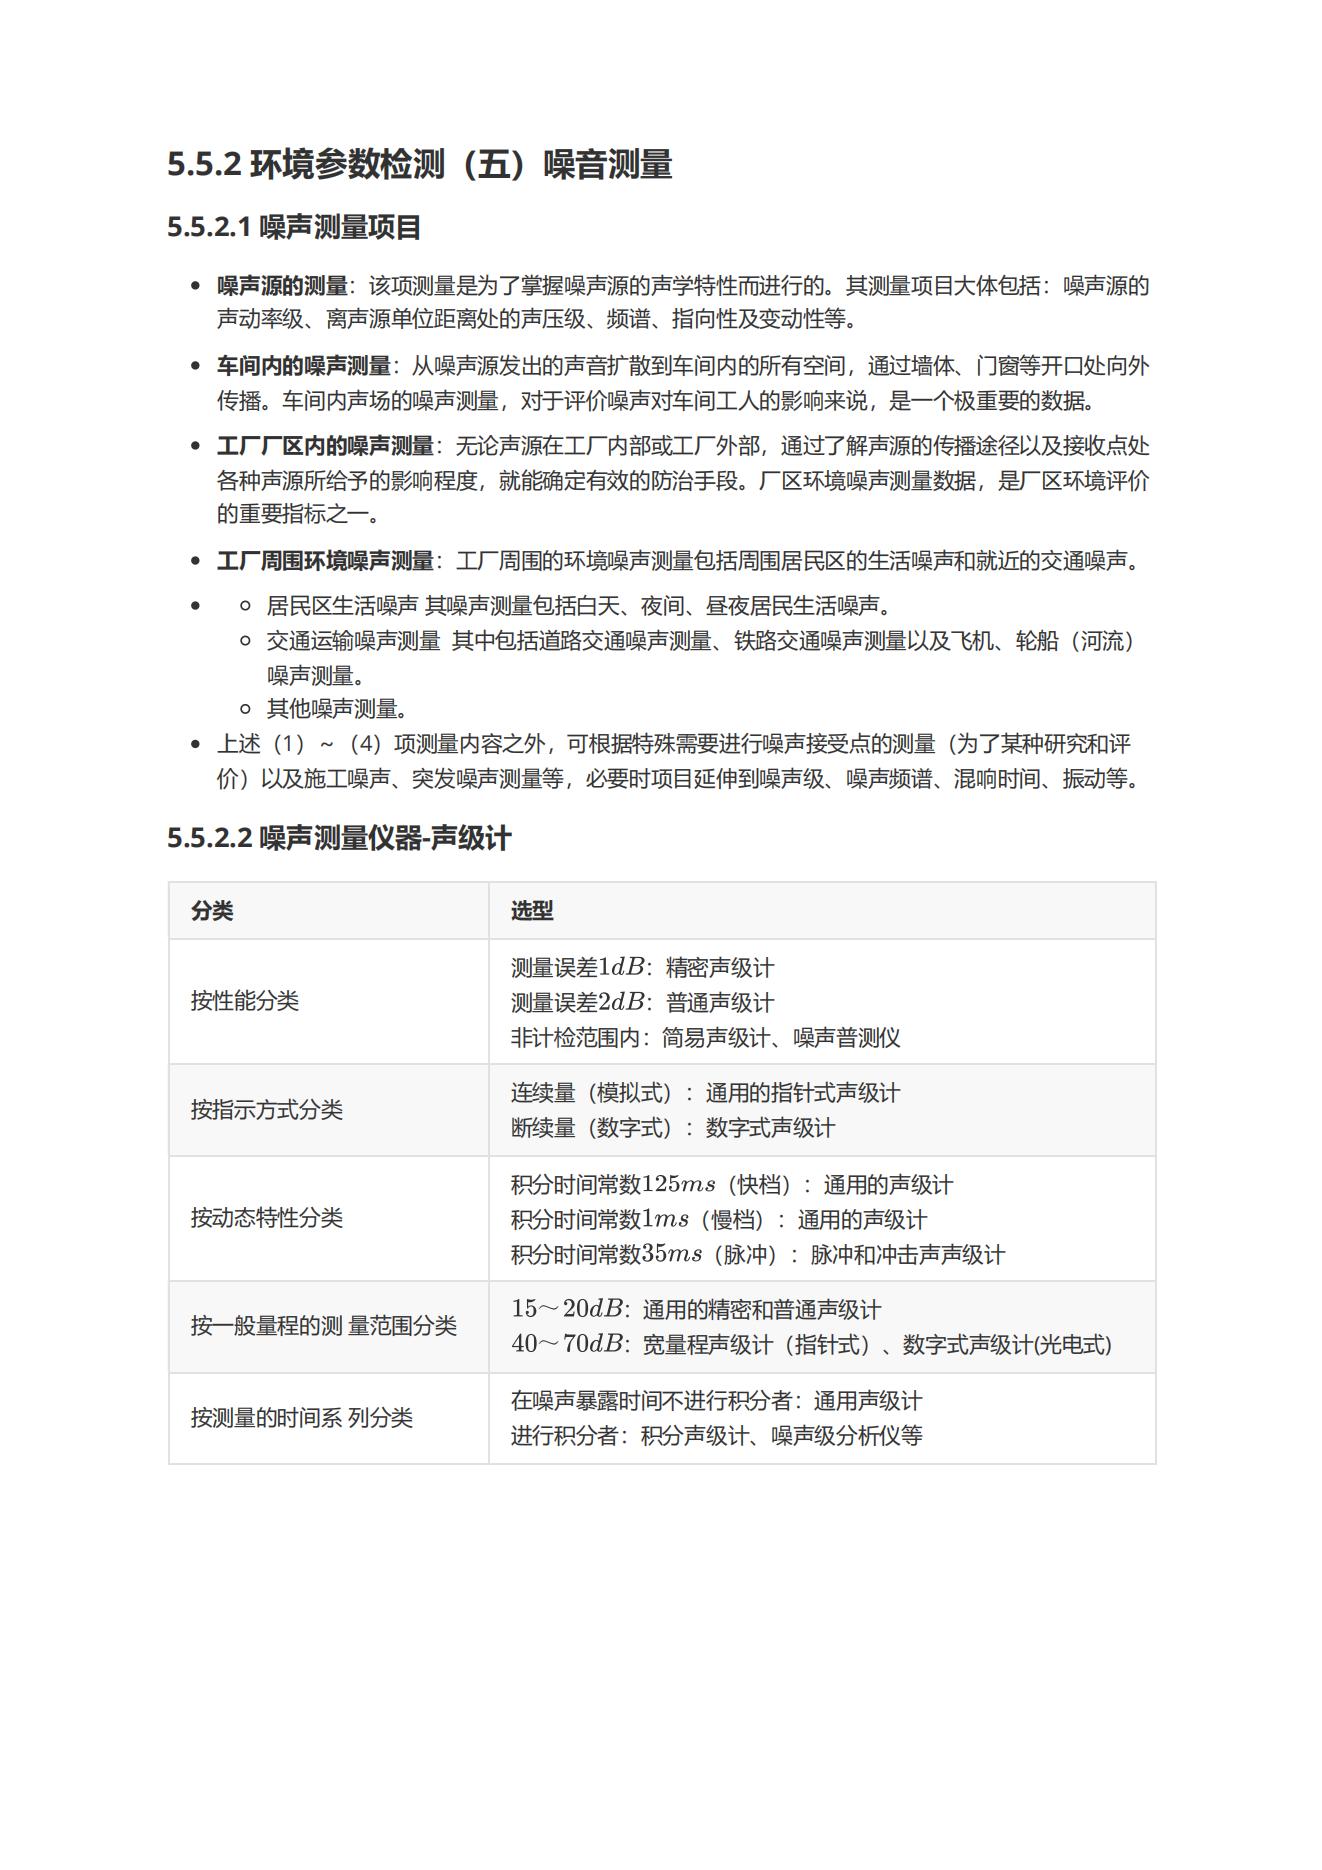 5.5.2 环境参数检测（五）噪音测量
5.5.2.1 噪声测量项目
噪声源的测量：该项测量是为了掌握噪声源的声学特性而进行的。其测量项目大体包括：噪声源的
声动率级、离声源单位距离处的声压级、频谱、指向性及变动性等。
车间内的噪声测量：从噪声源发出的声音扩散到车间内的所有空间，通过墙体、门窗等开口处向外
传播。车间内声场的噪声测量，对于评价噪声对车间工人的影响来说，是一个极重要的数据。
工厂厂区内的噪声测量：无论声源在工厂内部或工厂外部，通过了解声源的传播途径以及接收点处
各种声源所给予的影响程度，就能确定有效的防治手段。厂区环境噪声测量数据，是厂区环境评价
的重要指标之一。
工厂周围环境噪声测量：工厂周围的环境噪声测量包括周围居民区的生活噪声和就近的交通噪声。
居民区生活噪声 其噪声测量包括白天、夜间、昼夜居民生活噪声。
交通运输噪声测量 其中包括道路交通噪声测量、铁路交通噪声测量以及飞机、轮船（河流）
噪声测量。
其他噪声测量。
上述（1）~（4）项测量内容之外，可根据特殊需要进行噪声接受点的测量（为了某种研究和评
价）以及施工噪声、突发噪声测量等，必要时项目延伸到噪声级、噪声频谱、混响时间、振动等。
5.5.2.2 噪声测量仪器-声级计
分类 选型
按性能分类
测量误差1dB：精密声级计
测量误差2dB：普通声级计
非计检范围内：简易声级计、噪声普测仪
按指示方式分类
连续量（模拟式）：通用的指针式声级计
断续量（数字式）：数字式声级计
按动态特性分类
积分时间常数125ms（快档）：通用的声级计
积分时间常数1ms（慢档）：通用的声级计
积分时间常数35ms（脉冲）：脉冲和冲击声声级计
按一般量程的测 量范围分类
15～20dB：通用的精密和普通声级计
40～70dB：宽量程声级计（指针式）、数字式声级计(光电式)
按测量的时间系 列分类
在噪声暴露时间不进行积分者：通用声级计
进行积分者：积分声级计、噪声级分析仪等